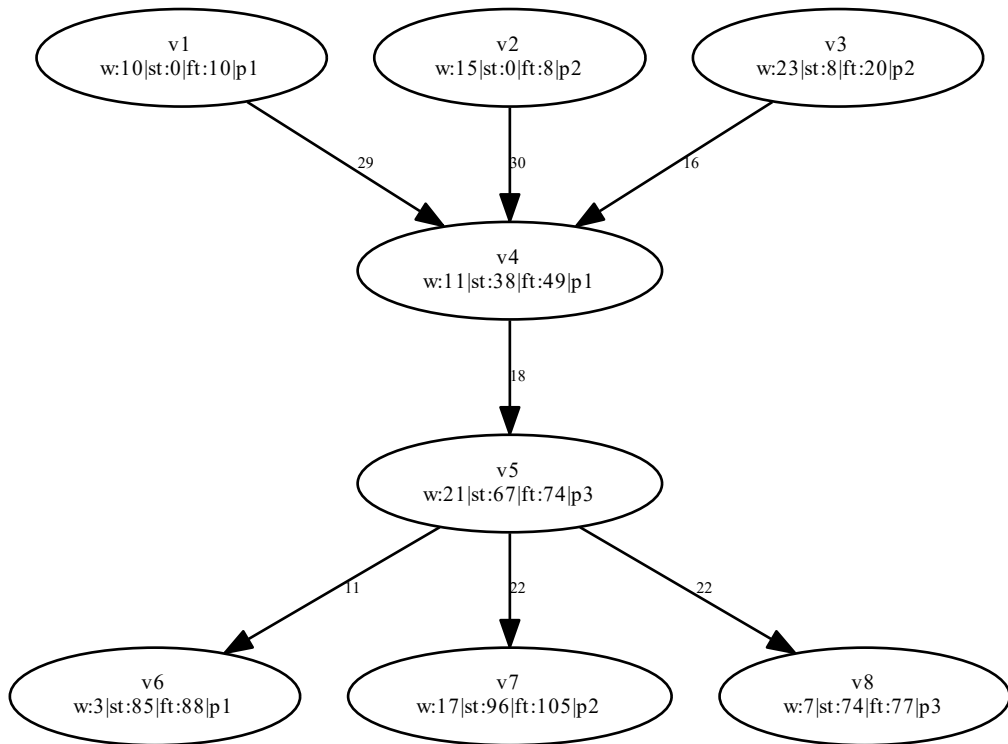 v1
w:10|st:0|ft:10|p1
v2
w:15|st:0|ft:8|p2
v3
w:23|st:8|ft:20|p2
29
30
16
v4
w:11|st:38|ft:49|p1
18
v5
w:21|st:67|ft:74|p3
11
22
22
v6
w:3|st:85|ft:88|p1
v7
w:17|st:96|ft:105|p2
v8
w:7|st:74|ft:77|p3